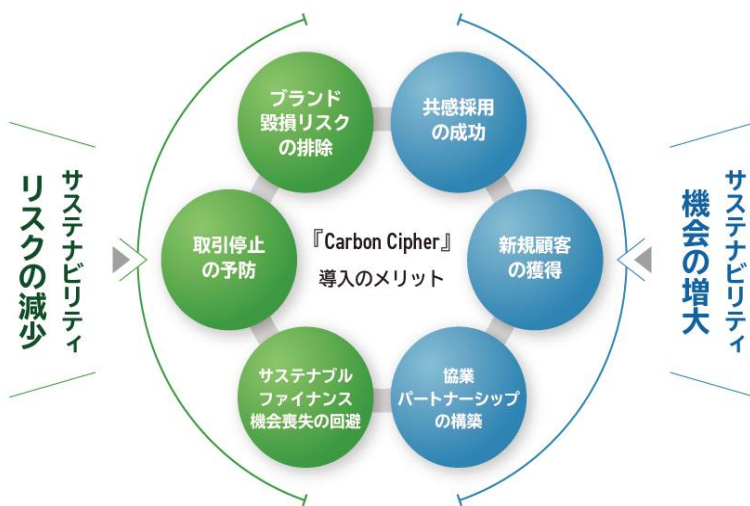 サステナビリティ
リスクの減少
ブランド
毀損リスク
の排除
取引停止
の予防
サステナブル
ファイナンス
機会喪失の回避
『Carbon Cipher』
導入のメリット
共感採用
の成功
新規顧客
の獲得
協業
パートナーシップ
の構築
サステナビリティ
機会の増大